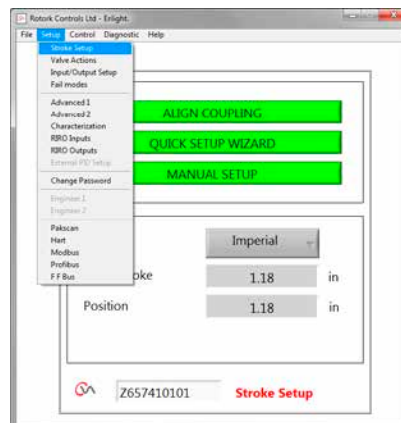 Rotork Controls Ltd - Enlight.
File Setup Control Diagnostic Help
Stroke Setup
Valve Actions
Input/Output Setup
Fail modes
Advanced 1
Advanced 2
Characterization
RIRO Inputs
RIRO Outputs
External PID Setup
Change Password
Engineer 1
Engineer 2
Pakscan
Hart
Modbus
Profibus
F F Bus
ALIGN COUPLING
QUICK SETUP WIZARD
MANUAL SETUP
Imperial
oke 1.18 in
Position 1.18 in
Z657410101 Stroke Setup